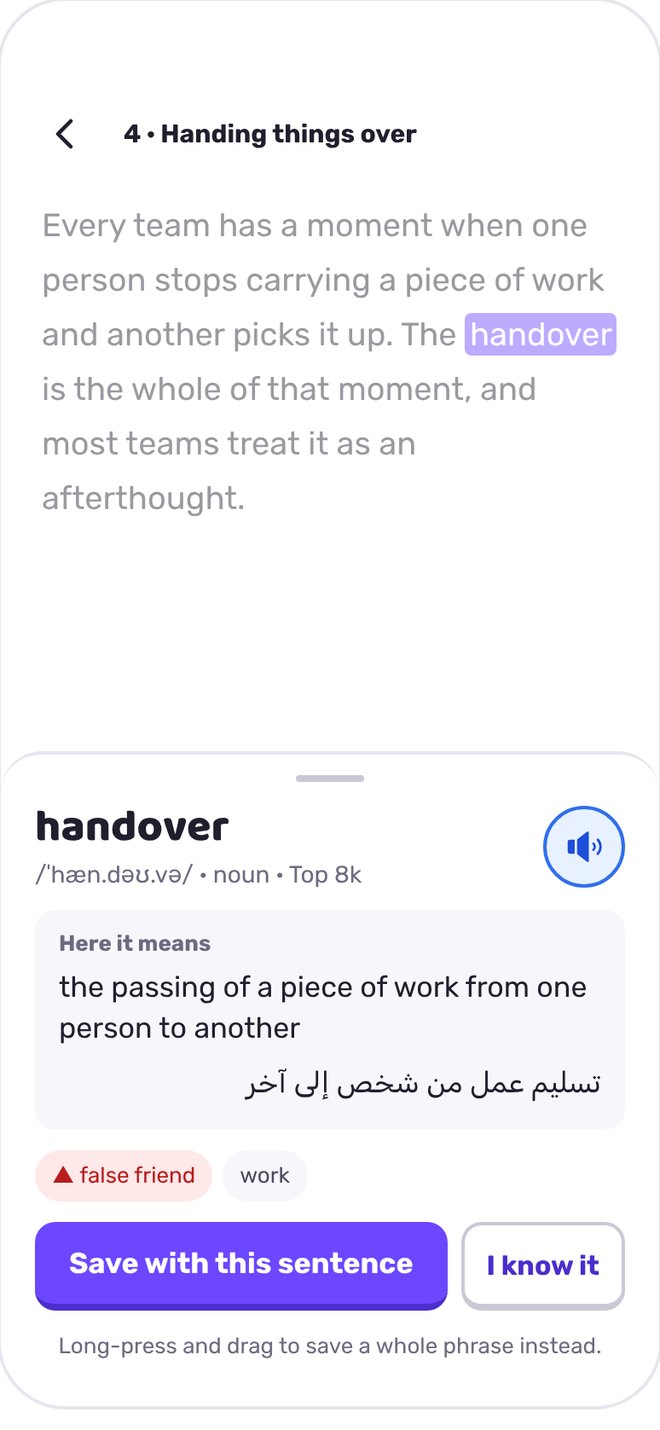 4 • Handing things over
Every team has a moment when one
person stops carrying a piece of work
and another picks it up. The handover
is the whole of that moment, and
most teams treat it as an
afterthought.
handover
/ˈhæn.dəʊ.və/ • noun • Top 8k
Here it means
the passing of a piece of work from one
person to another
تسليم عمل من شخص إلى آخر
▲ false friend
work
Save with this sentence
I know it
Long-press and drag to save a whole phrase instead.